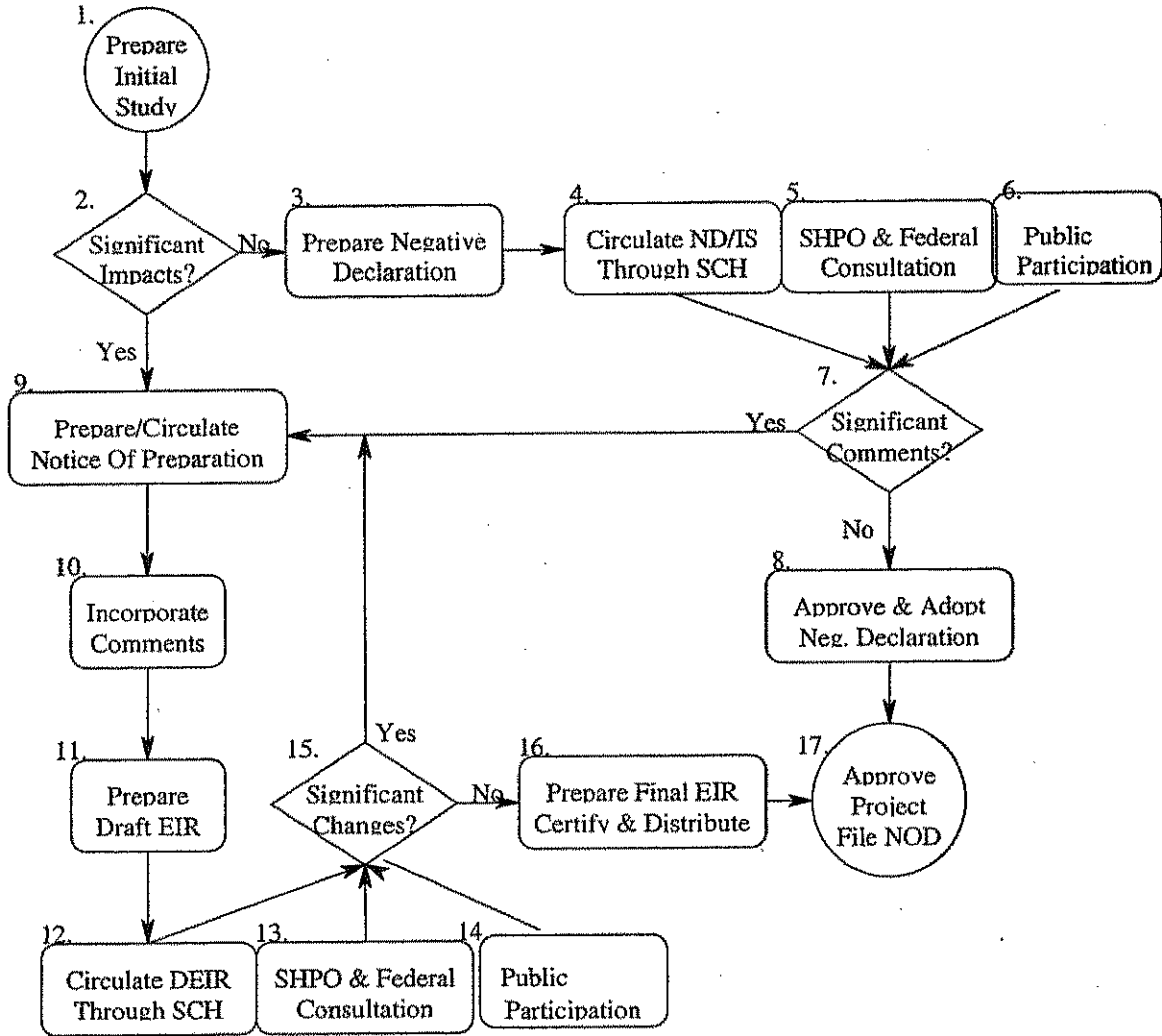 1.
Prepare
Initial
Study
2.
Significant
Impacts?
No
3.
Prepare Negative
Declaration
4.
Circulate ND/IS
Through SCH
5.
SHPO & Federal
Consultation
6.
Public
Participation
Yes
7.
Significant
Comments?
Yes
No
8.
Approve & Adopt
Neg. Declaration
9.
Prepare/Circulate
Notice Of Preparation
10.
Incorporate
Comments
11.
Prepare
Draft EIR
12.
Circulate DEIR
Through SCH
13.
SHPO & Federal
Consultation
14.
Public
Participation
15.
Significant
Changes?
Yes
No
16.
Prepare Final EIR
Certify & Distribute
17.
Approve
Project
File NOD